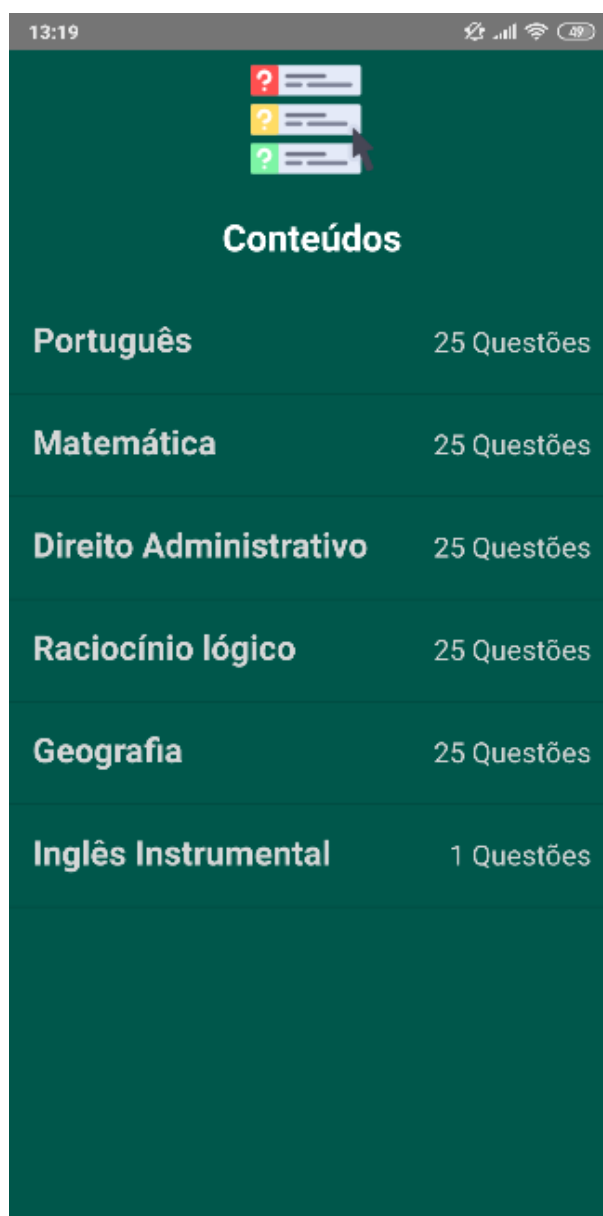 13:19 49
? 
?
?
Conteúdos
Português 25 Questões
Matemática 25 Questões
Direito Administrativo 25 Questões
Raciocínio lógico 25 Questões
Geografia 25 Questões
Inglês Instrumental 1 Questões